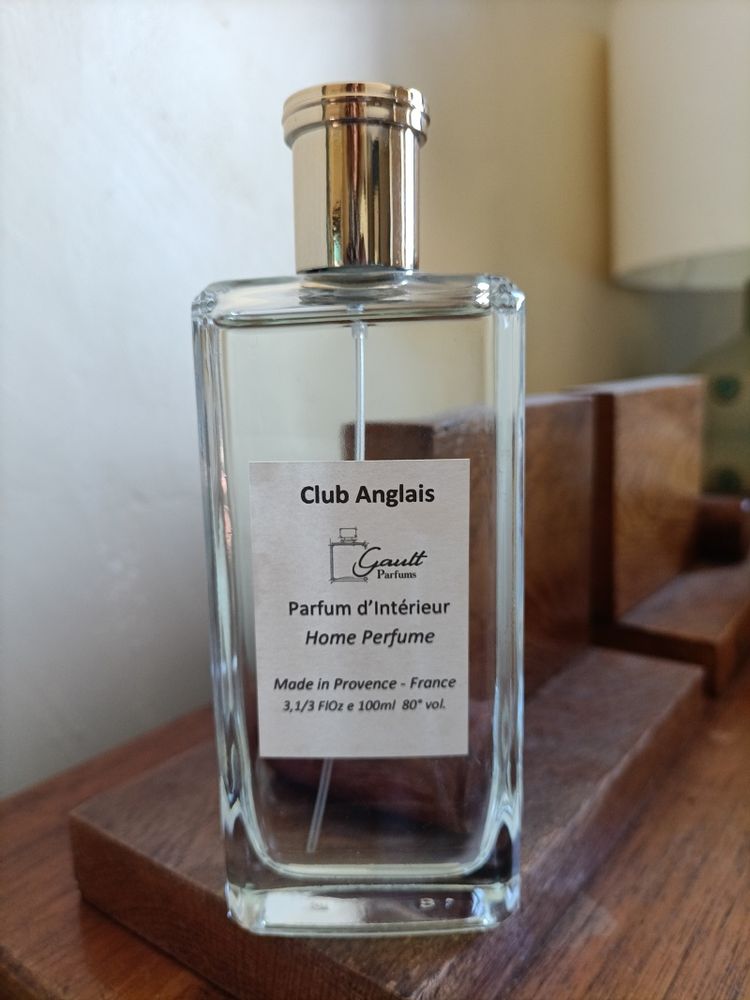 Club Anglais
Gault
Parfums
Parfum d'Intérieur
Home Perfume
Made in Provence - France
3,1/3 FlOz e 100ml 80° vol.